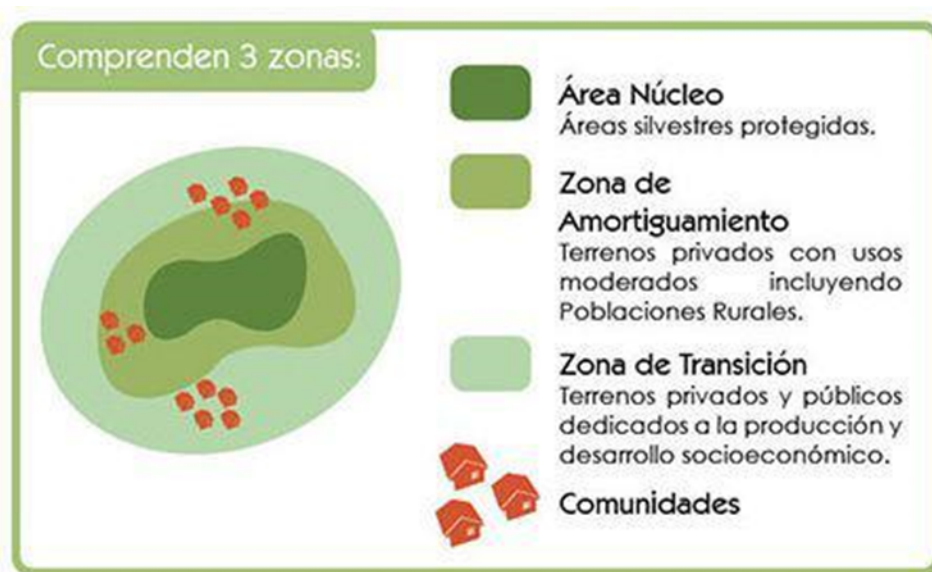 Comprenden 3 zonas:
Área Núcleo
Áreas silvestres protegidas.
Zona de
Amortiguamiento
Terrenos privados con usos
moderados incluyendo
Poblaciones Rurales.
Zona de Transición
Terrenos privados y públicos
dedicados a la producción y
desarrollo socioeconómico.
Comunidades